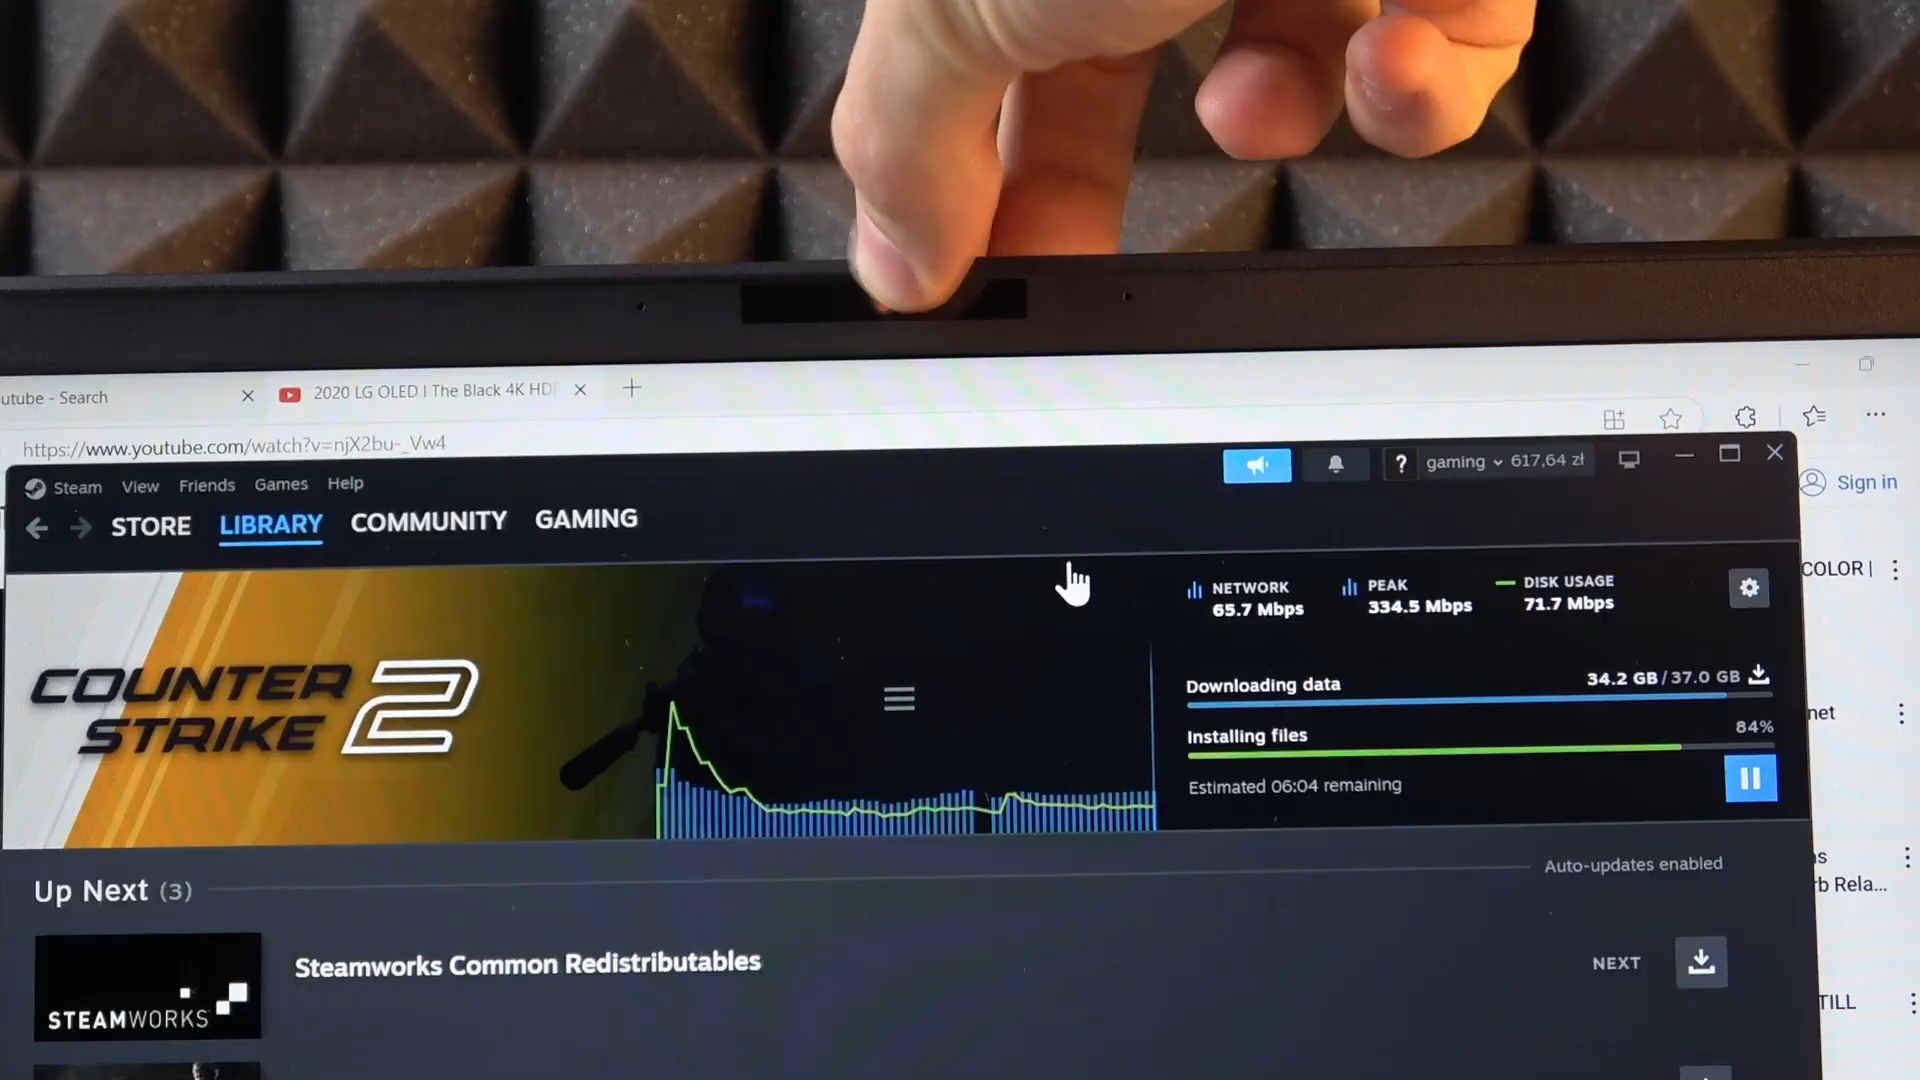 utube - Search
2020 LG OLED | The Black 4K HD
https://www.youtube.com/watch?v=njX2bu-_Vw4
Steam View Friends Games Help
? gaming 617,64 zł
Sign in
STORE LIBRARY COMMUNITY GAMING
COLOR |
NETWORK
65.7 Mbps
PEAK
334.5 Mbps
DISK USAGE
71.7 Mbps
COUNTER
STRIKE 2
Downloading data 34.2 GB / 37.0 GB
Installing files 84%
Estimated 06:04 remaining
net
Up Next (3)
Auto-updates enabled
rb Rela...
STEAMWORKS
Steamworks Common Redistributables
NEXT
TILL